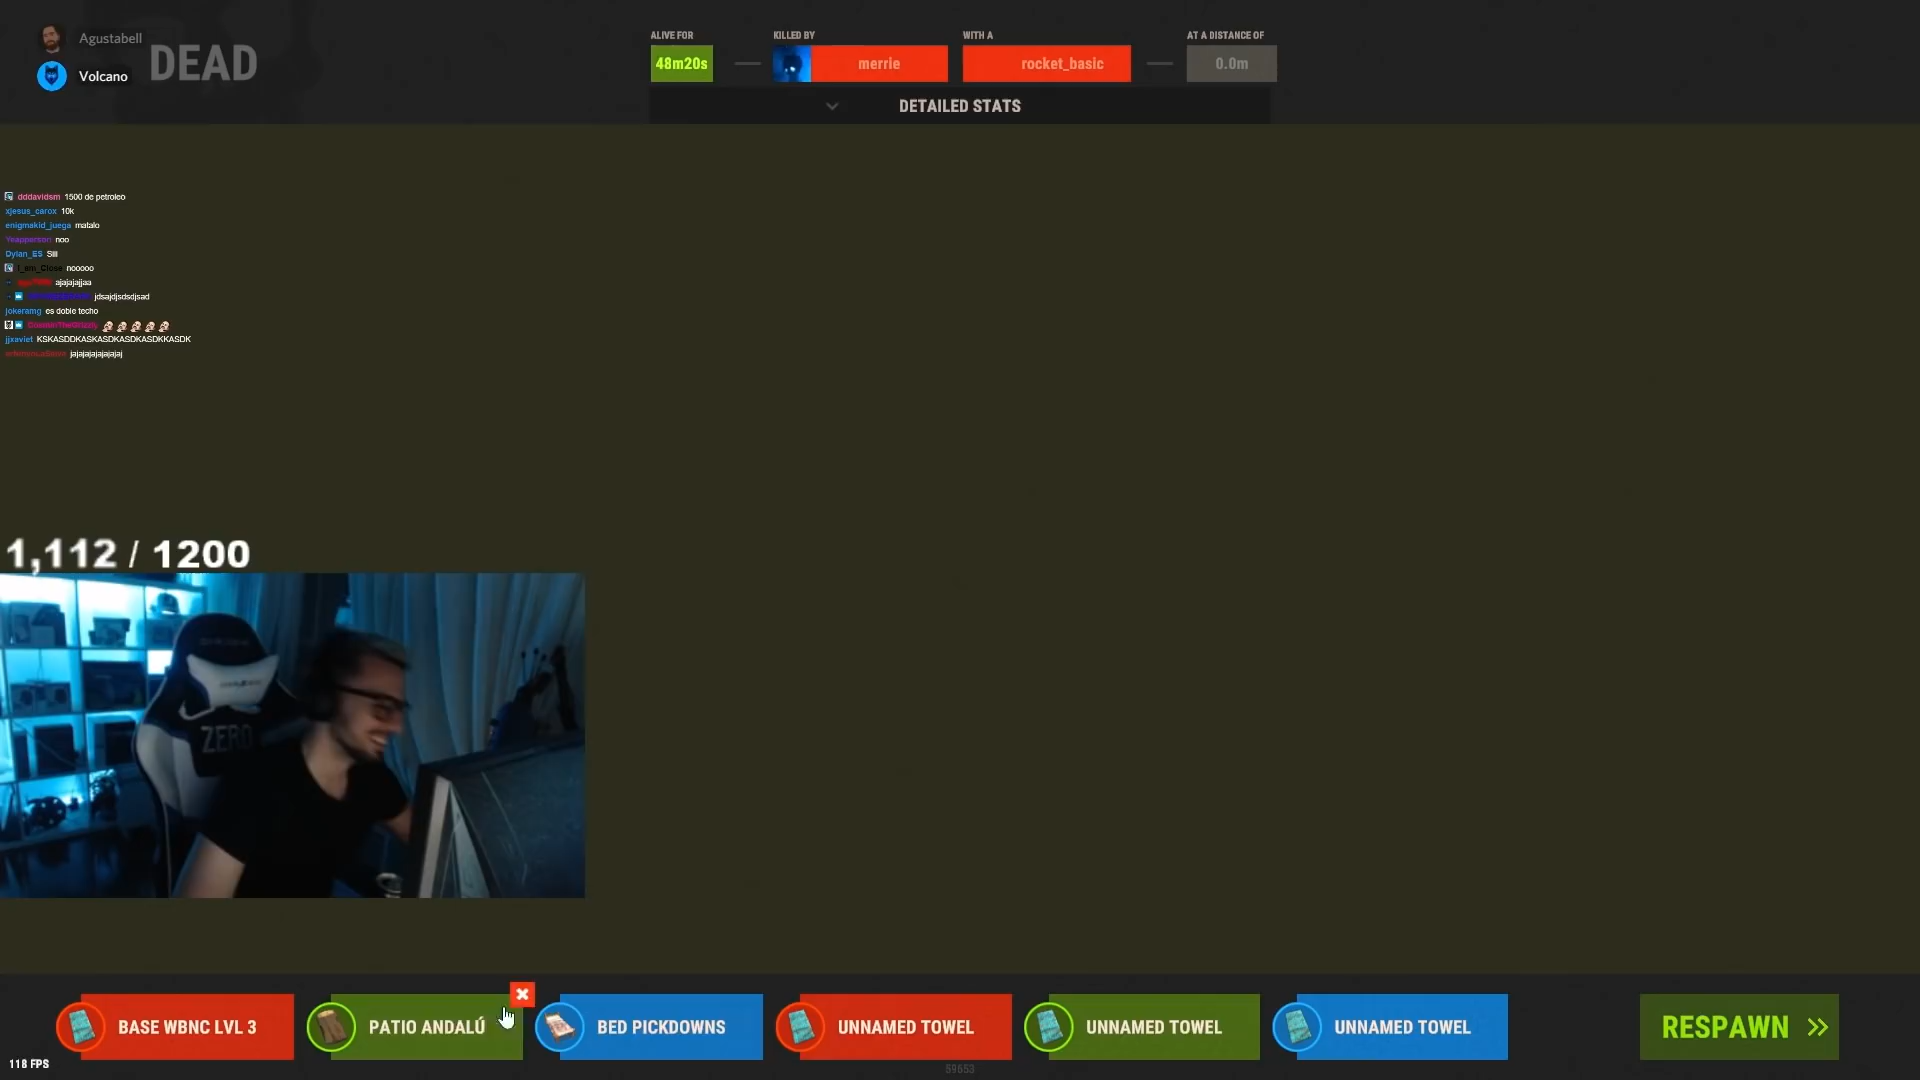 Agustabell
Volcano
DEAD
ALIVE FOR
48m20s
KILLED BY
merrie
WITH A
rocket_basic
AT A DISTANCE OF
0.0m
DETAILED STATS
dddavidsm 1500 de petroleo
xjesus_carox 10k
enigmakid_juega matalo
noo
Dylan_ES Siii
nooooo
ajajajajjaa
jdsajdjsdsdjsad
jokeramg es doble techo
jjxaviet KSKASDDKASKASDKASDKASDKKASDK
jajajajajajajaj
1,112 / 1200
ZERO
BASE WBNC LVL 3
PATIO ANDALÚ
BED PICKDOWNS
UNNAMED TOWEL
UNNAMED TOWEL
UNNAMED TOWEL
RESPAWN
118 FPS
59653